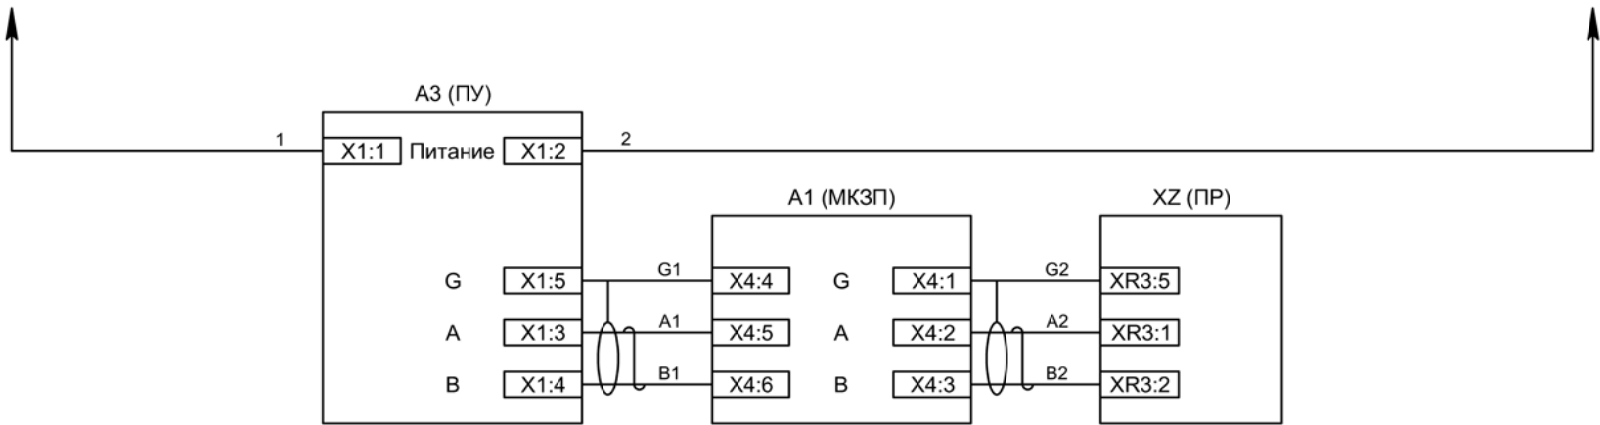 А3 (ПУ)
1 X1:1 Питание X1:2 2
А1 (МКЗП) XZ (ПР)
G X1:5 G1 X4:4 G X4:1 G2 XR3:5
A X1:3 A1 X4:5 A X4:2 A2 XR3:1
B X1:4 B1 X4:6 B X4:3 B2 XR3:2